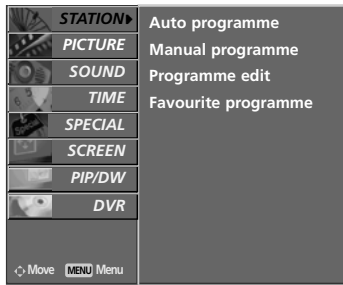 STATION
PICTURE
SOUND
TIME
SPECIAL
SCREEN
PIP/DW
DVR
Move MENU Menu
Auto programme
Manual programme
Programme edit
Favourite programme